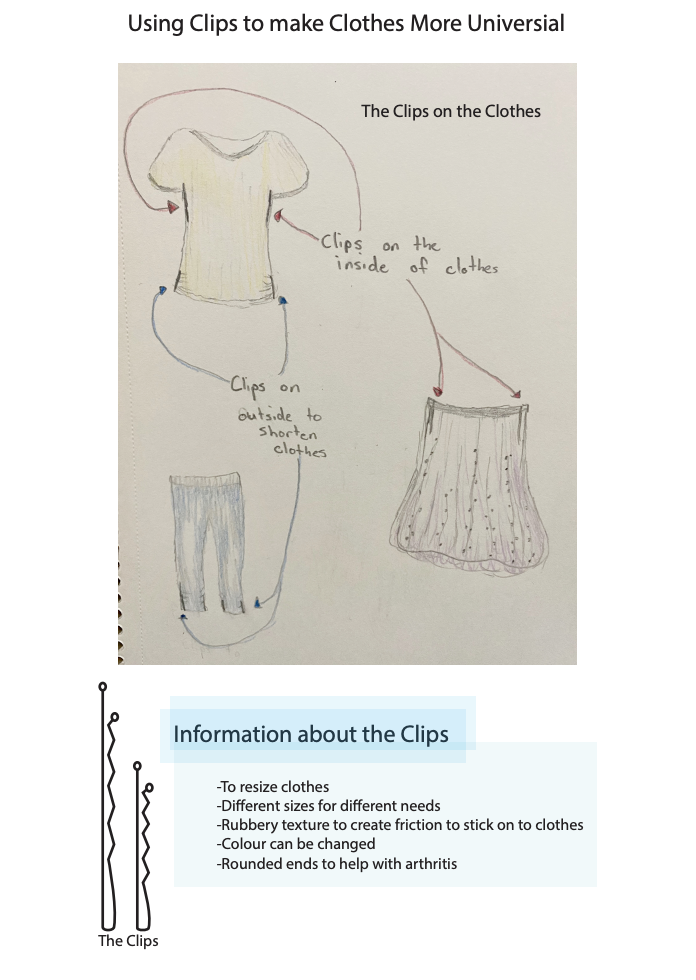 Using Clips to make Clothes More Universial
The Clips on the Clothes
Clips on the
inside of clothes
Clips on
outside to
shorten
clothes
Information about the Clips
-To resize clothes
-Different sizes for different needs
-Rubbery texture to create friction to stick on to clothes
-Colour can be changed
-Rounded ends to help with arthritis
The Clips